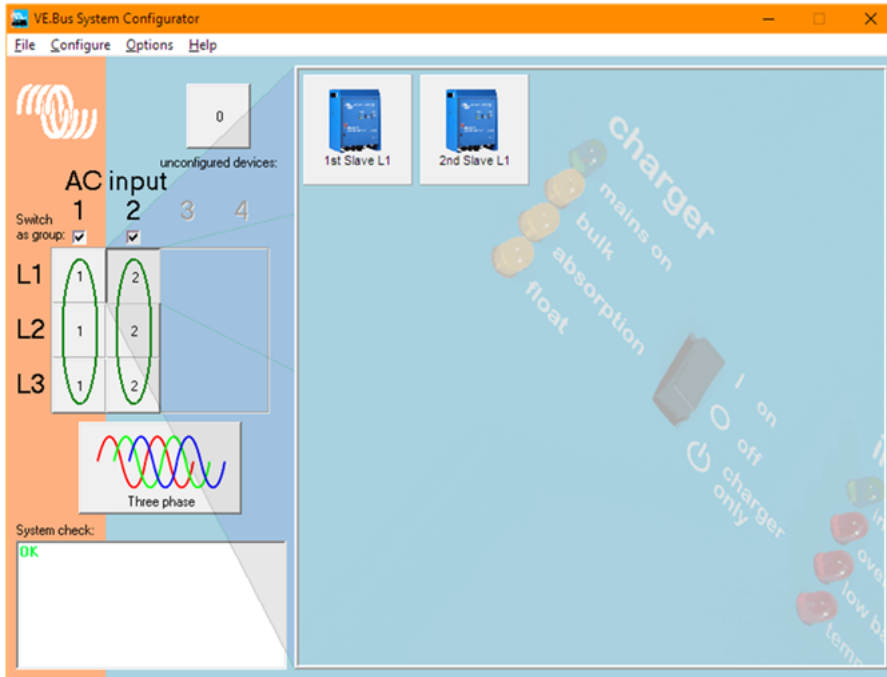 VE.Bus System Configurator
File Configure Options Help
0
unconfigured devices:
AC input
1 2 3 4
Switch
as group:
L1 1 2
L2 1 2
L3 1 2
Three phase
System check:
OK
1st Slave L1 2nd Slave L1
charger
mains on
bulk
absorption
float
on
off
charger
only
low